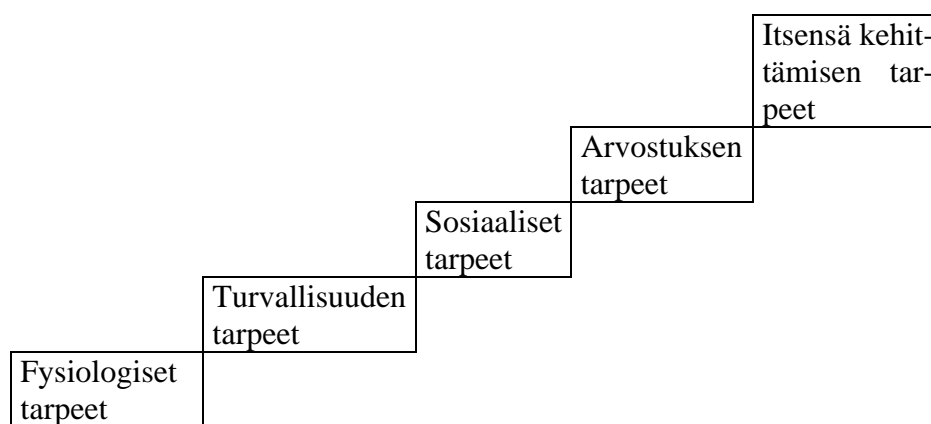 Itsensä kehit-
tämisen tar-
peet
Arvostuksen
tarpeet
Sosiaaliset
tarpeet
Turvallisuuden
tarpeet
Fysiologiset
tarpeet